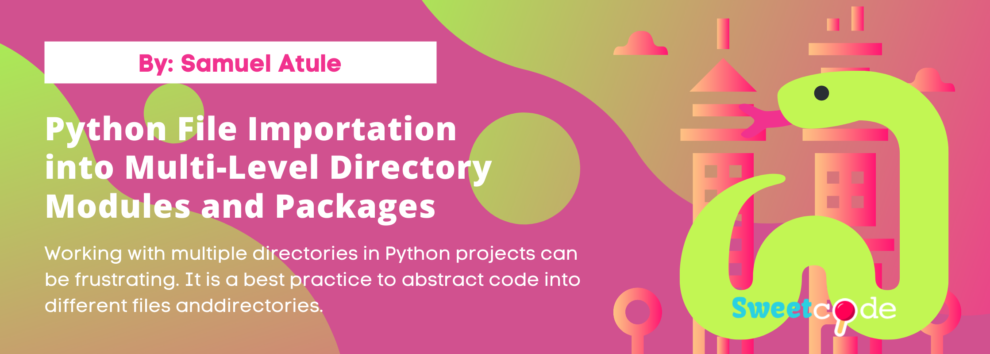 By: Samuel Atule
Python File Importation
into Multi-Level Directory
Modules and Packages
Working with multiple directories in Python projects can
be frustrating. It is a best practice to abstract code into
different files anddirectories.
Sweetcode